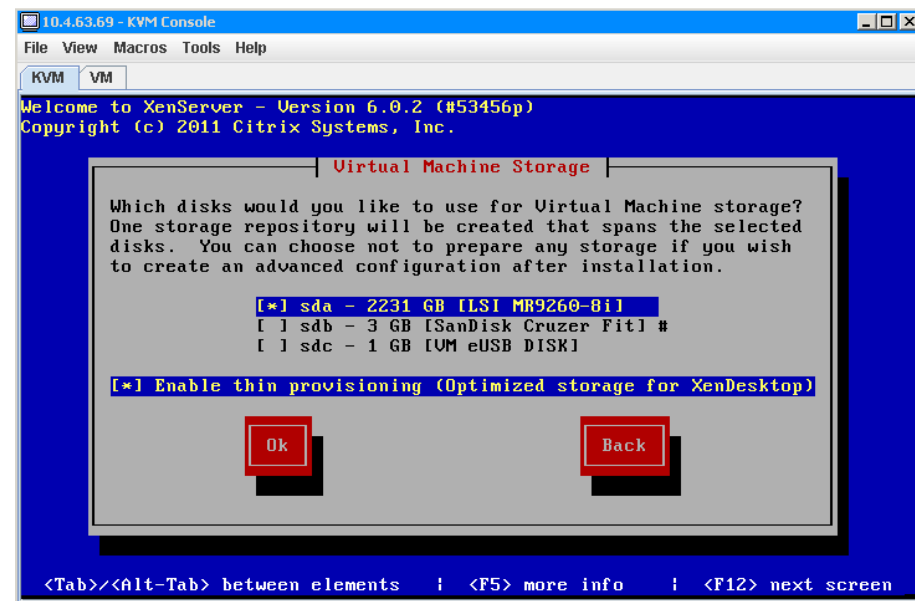 10.4.63.69 - KVM Console
File View Macros Tools Help
KVM VM
Welcome to XenServer - Version 6.0.2 (#53456p)
Copyright (c) 2011 Citrix Systems, Inc.
Virtual Machine Storage
Which disks would you like to use for Virtual Machine storage?
One storage repository will be created that spans the selected
disks. You can choose not to prepare any storage if you wish
to create an advanced configuration after installation.
[*] sda - 2231 GB [LSI MR9260-8i]
[ ] sdb - 3 GB [SanDisk Cruzer Fit] #
[ ] sdc - 1 GB [VM eUSB DISK]
[*] Enable thin provisioning (Optimized storage for XenDesktop)
Ok Back
<Tab>/<Alt-Tab> between elements | <F5> more info | <F12> next screen